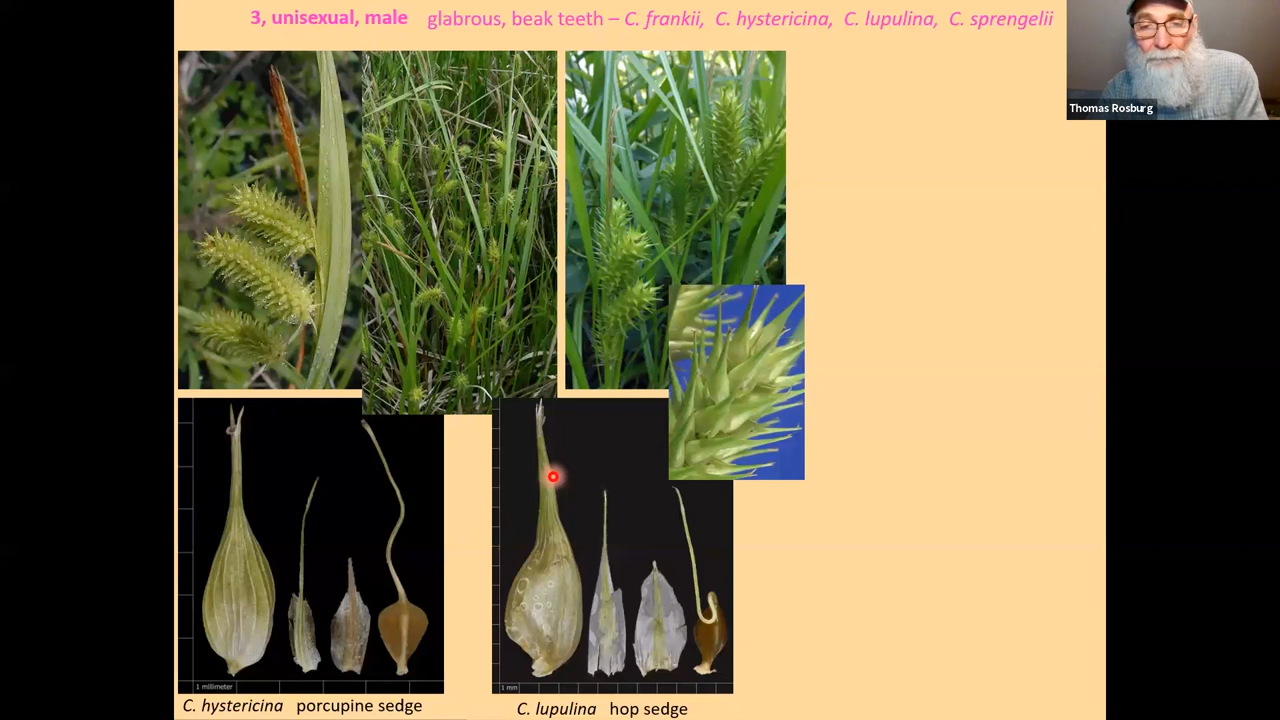 3, unisexual, male glabrous, beak teeth – C. frankii, C. hystericina, C. lupulina, C. sprengelii
Thomas Rosburg
1 millimeter
1 mm
C. hystericina porcupine sedge
C. lupulina hop sedge